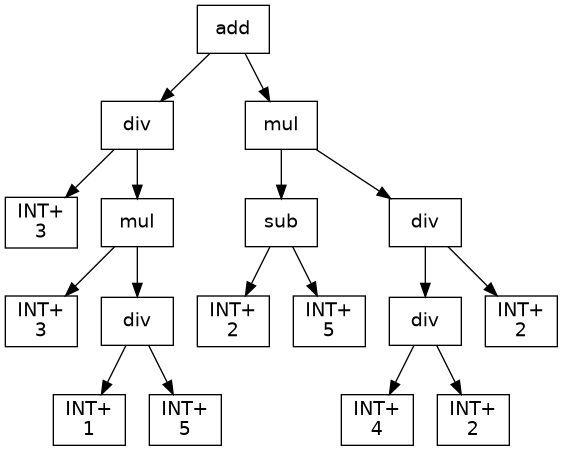 add
div
mul
INT+
3
mul
sub
div
INT+
3
div
INT+
2
INT+
5
div
INT+
2
INT+
1
INT+
5
INT+
4
INT+
2